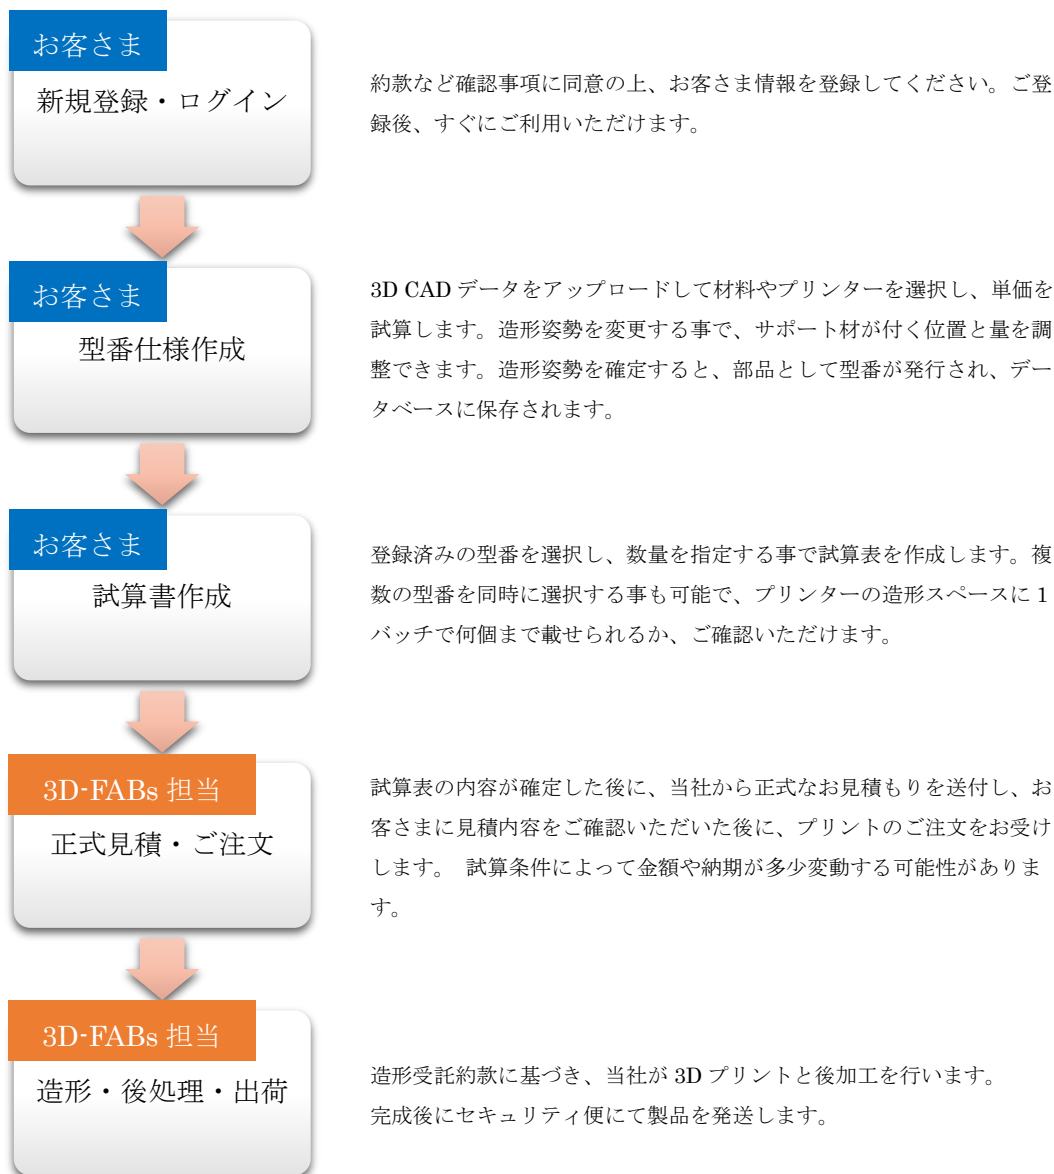 お客さま
新規登録・ログイン
約款など確認事項に同意の上、お客さま情報を登録してください。ご登
録後、すぐにご利用いただけます。
お客さま
型番仕様作成
3D CAD データをアップロードして材料やプリンターを選択し、単価を
試算します。造形姿勢を変更する事で、サポート材が付く位置と量を調
整できます。造形姿勢を確定すると、部品として型番が発行され、デー
タベースに保存されます。
お客さま
試算書作成
登録済みの型番を選択し、数量を指定する事で試算表を作成します。複
数の型番を同時に選択する事も可能で、プリンターの造形スペースに 1
バッチで何個まで載せられるか、ご確認いただけます。
3D-FABs 担当
正式見積・ご注文
試算表の内容が確定した後に、当社から正式なお見積もりを送付し、お
客さまに見積内容をご確認いただいた後に、プリントのご注文をお受け
します。 試算条件によって金額や納期が多少変動する可能性がありま
す。
3D-FABs 担当
造形・後処理・出荷
造形受託約款に基づき、当社が 3D プリントと後加工を行います。
完成後にセキュリティ便にて製品を発送します。